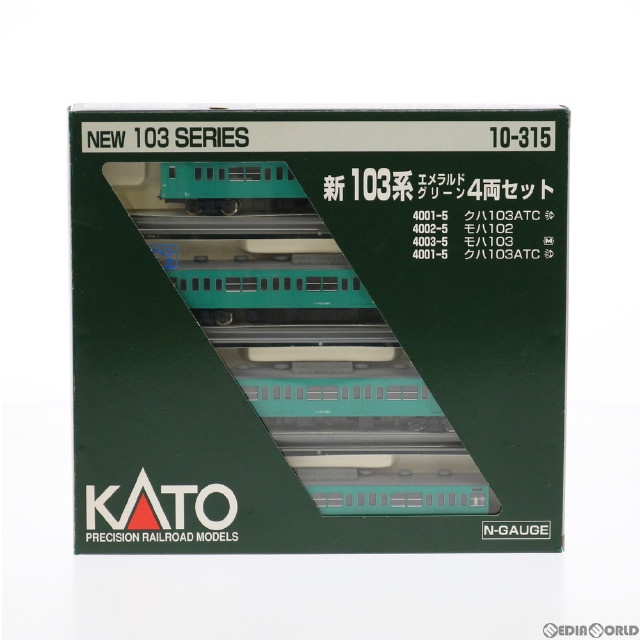 NEW 103 SERIES
10-315
新103系エメラルドグリーン4両セット
4001-5 クハ103ATC
4002-5 モハ102
4003-5 モハ103 M
4001-5 クハ103ATC
KATO
PRECISION RAILROAD MODELS
N-GAUGE
MEDIAWORLD